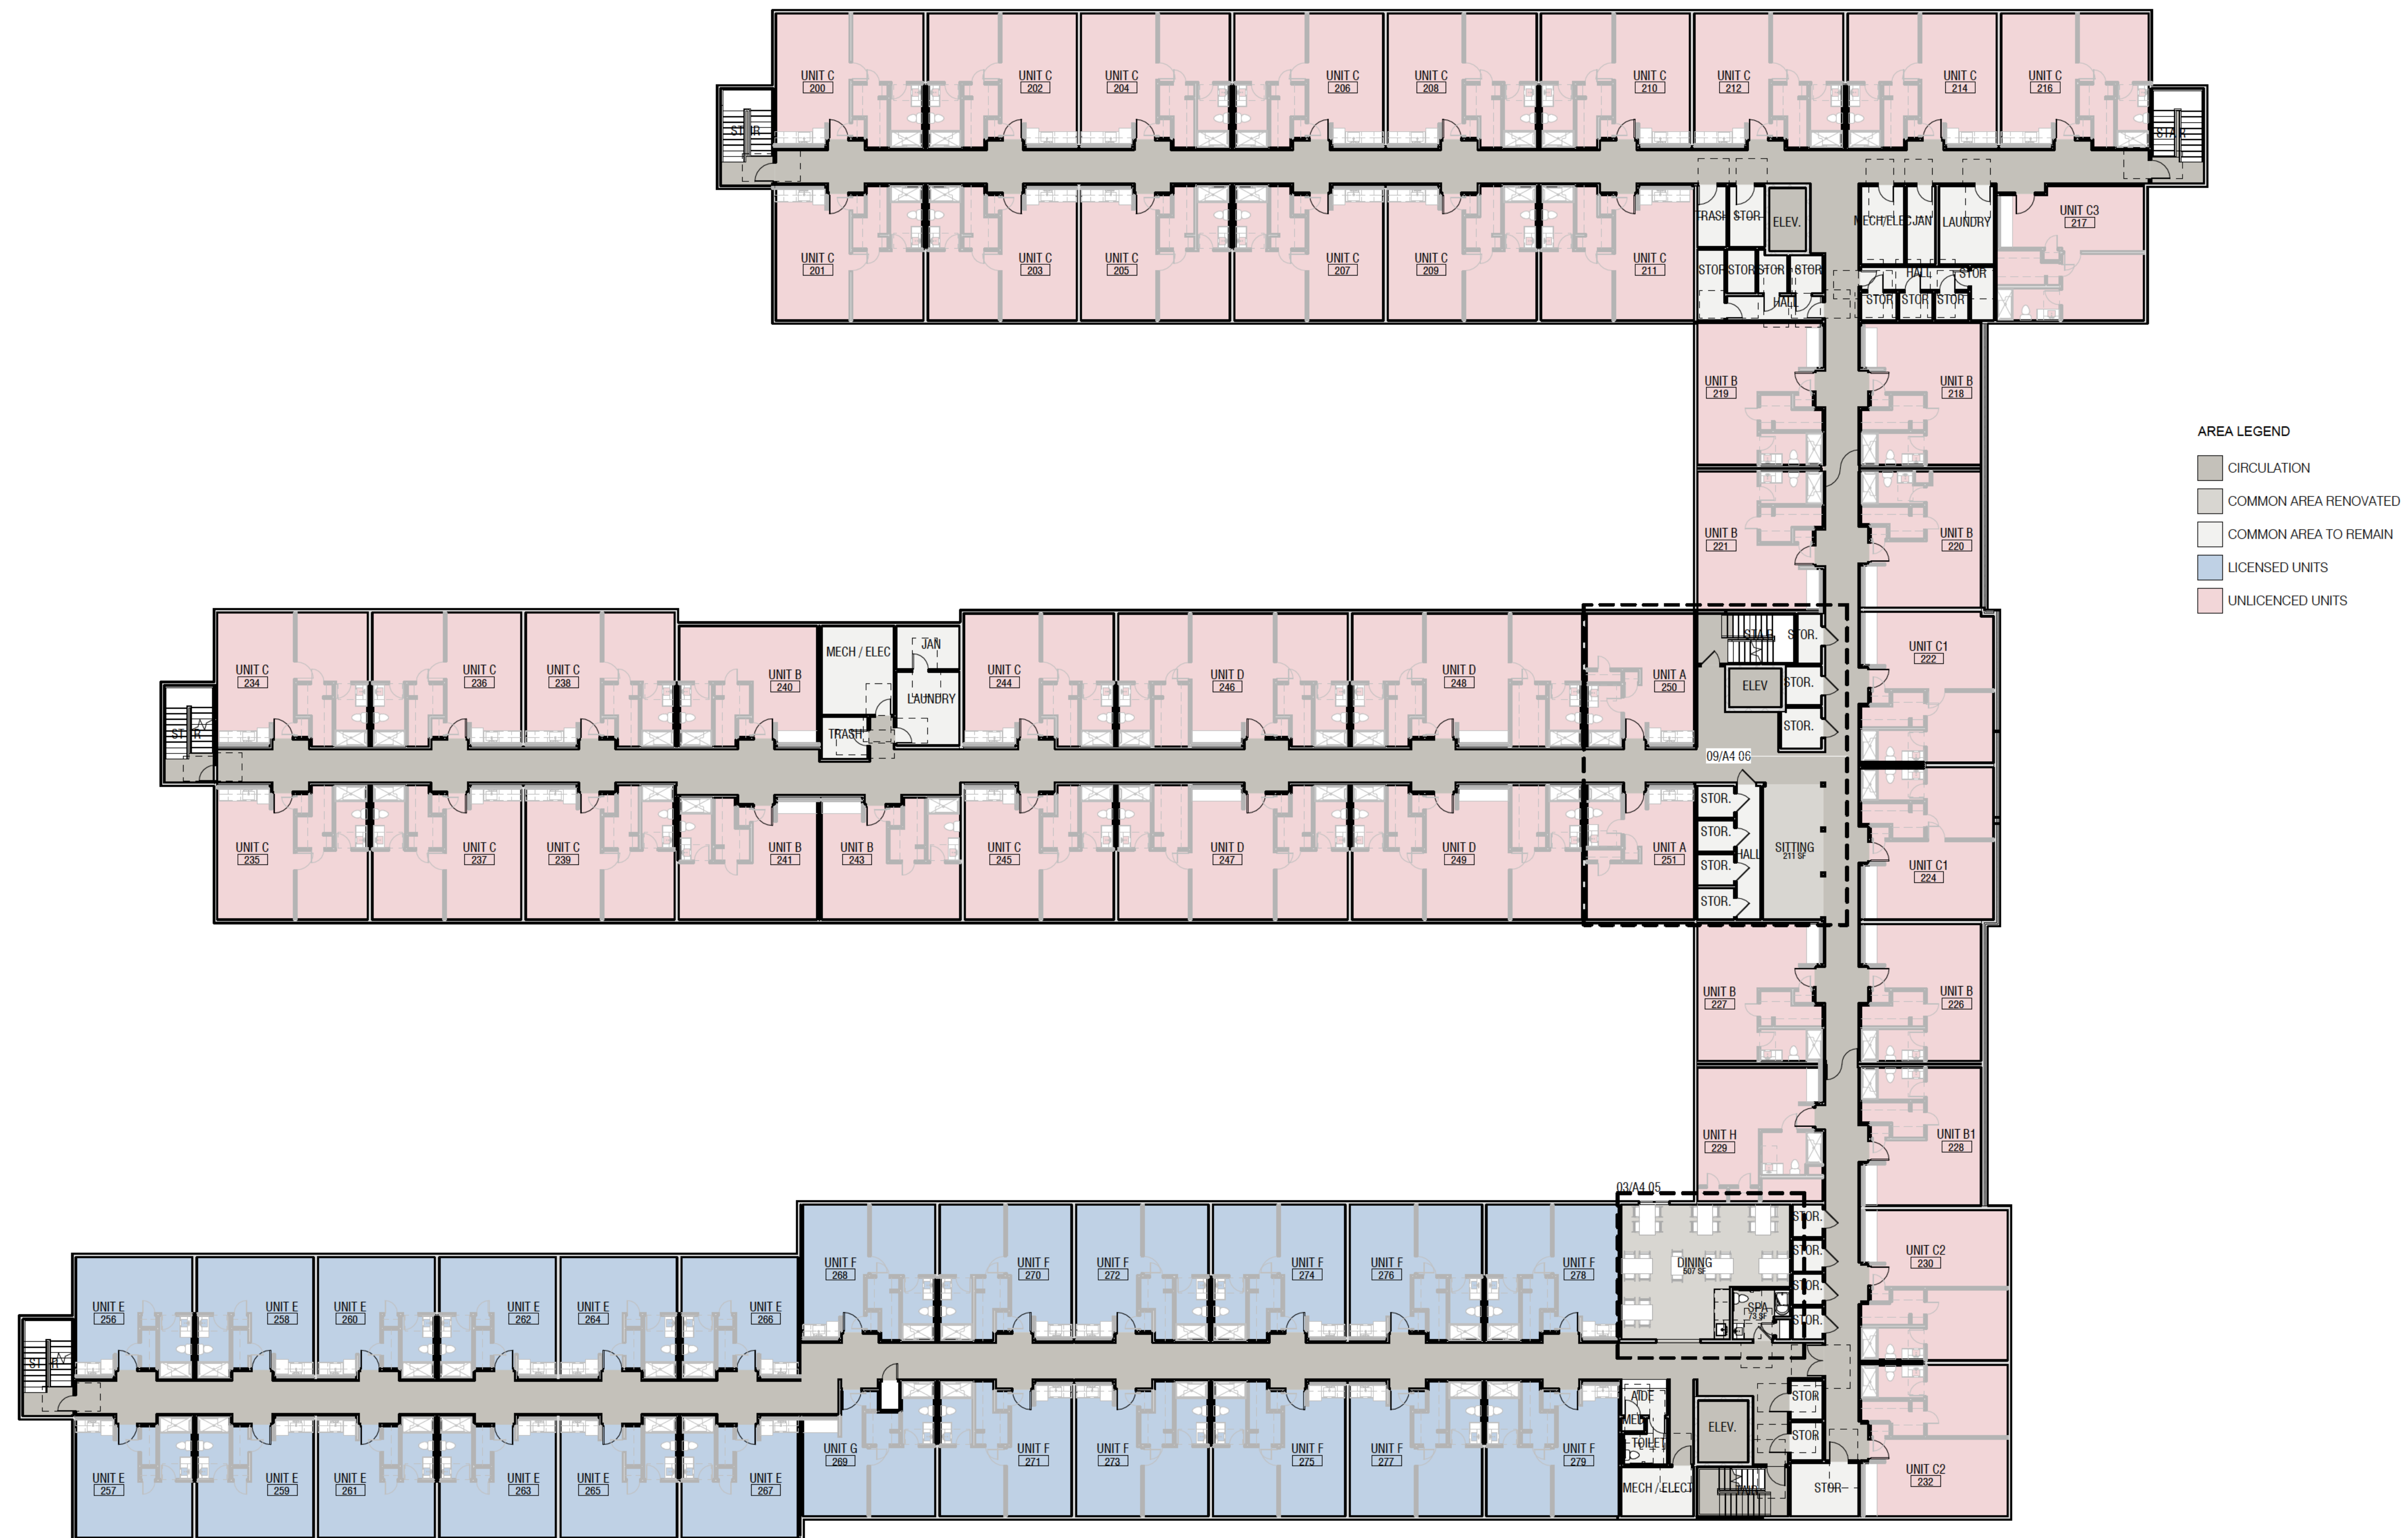 UNIT C
200
UNIT C
202
UNIT C
204
UNIT C
206
UNIT C
208
UNIT C
210
UNIT C
212
UNIT C
214
UNIT C
216
STAIR
UNIT C
201
UNIT C
203
UNIT C
205
UNIT C
207
UNIT C
209
UNIT C
211
TRASH
STOR
ELEV.
MECH/ELEC
JAN
LAUNDRY
UNIT C3
217
STOR
STOR
STOR
STOR
HALL
HALL
STOR
STOR
STOR
STOR
UNIT B
219
UNIT B
218
UNIT B
221
UNIT B
220
AREA LEGEND
CIRCULATION
COMMON AREA RENOVATED
COMMON AREA TO REMAIN
LICENSED UNITS
UNLICENCED UNITS
UNIT C
234
UNIT C
236
UNIT C
238
UNIT B
240
MECH / ELEC
JAN
LAUNDRY
TRASH
UNIT C
244
UNIT D
246
UNIT D
248
UNIT A
250
STOR.
ELEV
STOR.
STOR.
UNIT C1
222
09/A4 06
UNIT C
235
UNIT C
237
UNIT C
239
UNIT B
241
UNIT B
243
UNIT C
245
UNIT D
247
UNIT D
249
UNIT A
251
STOR.
STOR.
STOR.
STOR.
HALL
SITTING
211 SF
UNIT C1
224
UNIT B
227
UNIT B
226
UNIT H
229
UNIT B1
228
03/A4 05
UNIT E
256
UNIT E
258
UNIT E
260
UNIT E
262
UNIT E
264
UNIT E
266
UNIT F
268
UNIT F
270
UNIT F
272
UNIT F
274
UNIT F
276
UNIT F
278
DINING
507 SF
SPA
73 SF
STOR.
STOR.
STOR.
STOR.
UNIT C2
230
UNIT E
257
UNIT E
259
UNIT E
261
UNIT E
263
UNIT E
265
UNIT E
267
UNIT G
269
UNIT F
271
UNIT F
273
UNIT F
275
UNIT F
277
UNIT F
279
AIDE
MED
TOILET
MECH / ELECT
ELEV.
STOR
STOR
STOR
UNIT C2
232